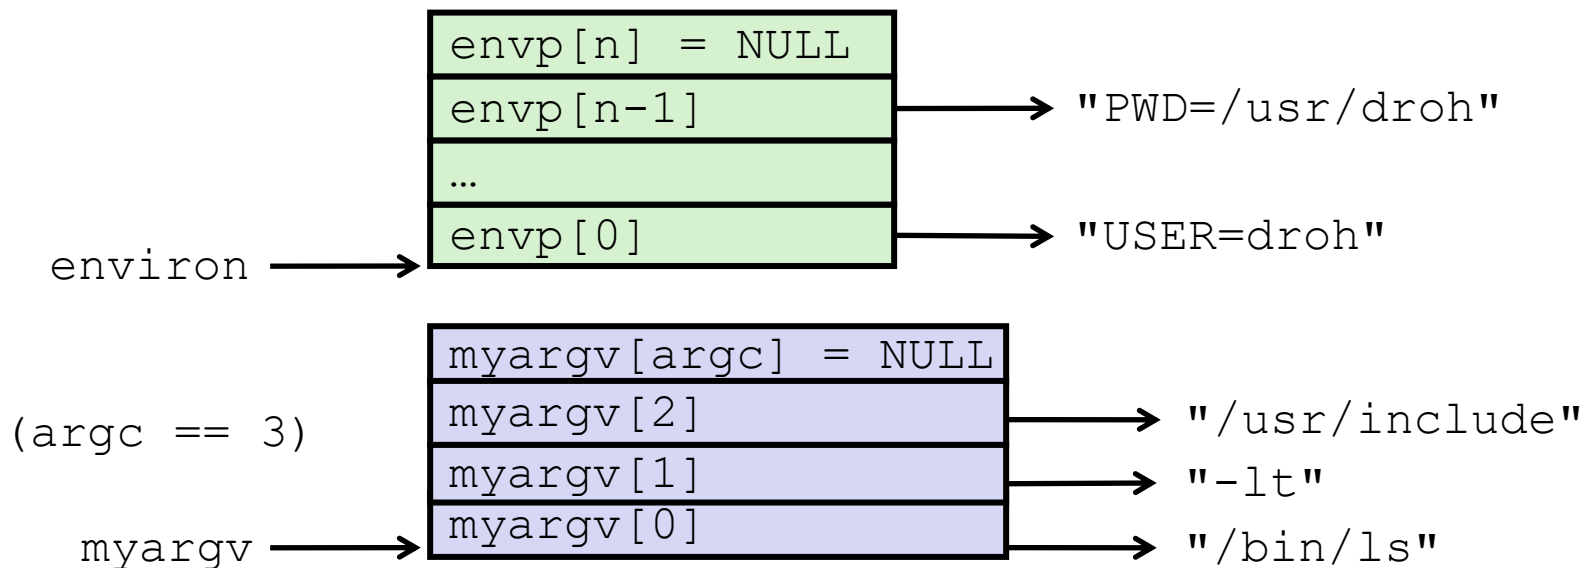 envp[n] = NULL
envp[n-1]
"PWD=/usr/droh"
…
envp[0]
"USER=droh"
environ
myargv[argc] = NULL
myargv[2]
"/usr/include"
(argc == 3)
myargv[1]
"-lt"
myargv[0]
myargv
"/bin/ls"